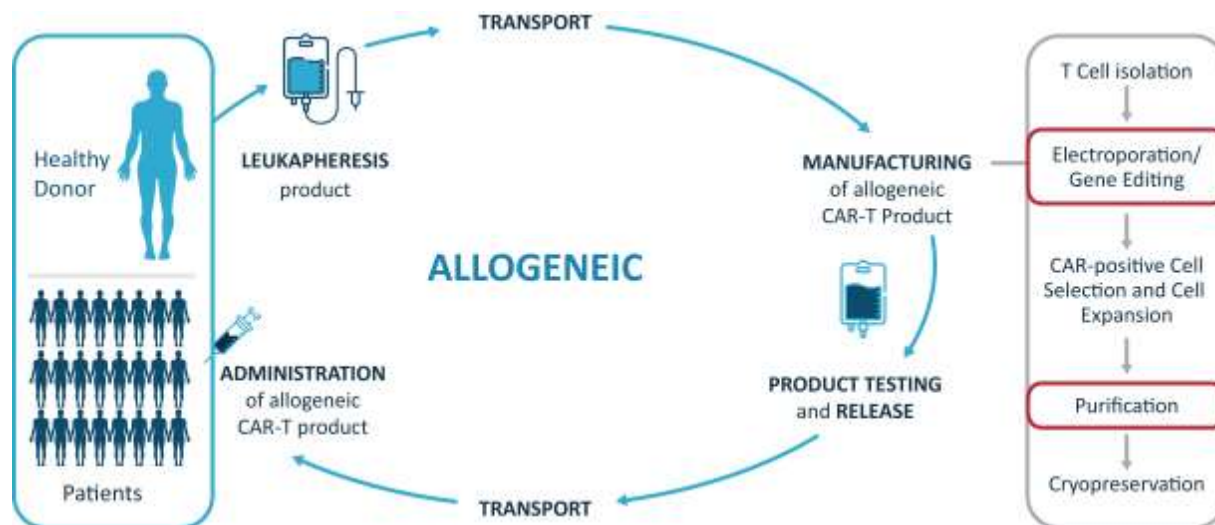 TRANSPORT
Healthy
Donor
LEUKAPHERESIS
product
MANUFACTURING
of allogeneic
CAR-T Product
T Cell isolation
Electroporation/
Gene Editing
CAR-positive Cell
Selection and Cell
Expansion
Purification
Cryopreservation
ALLOGENEIC
PRODUCT TESTING
and RELEASE
ADMINISTRATION
of allogeneic
CAR-T product
Patients
TRANSPORT